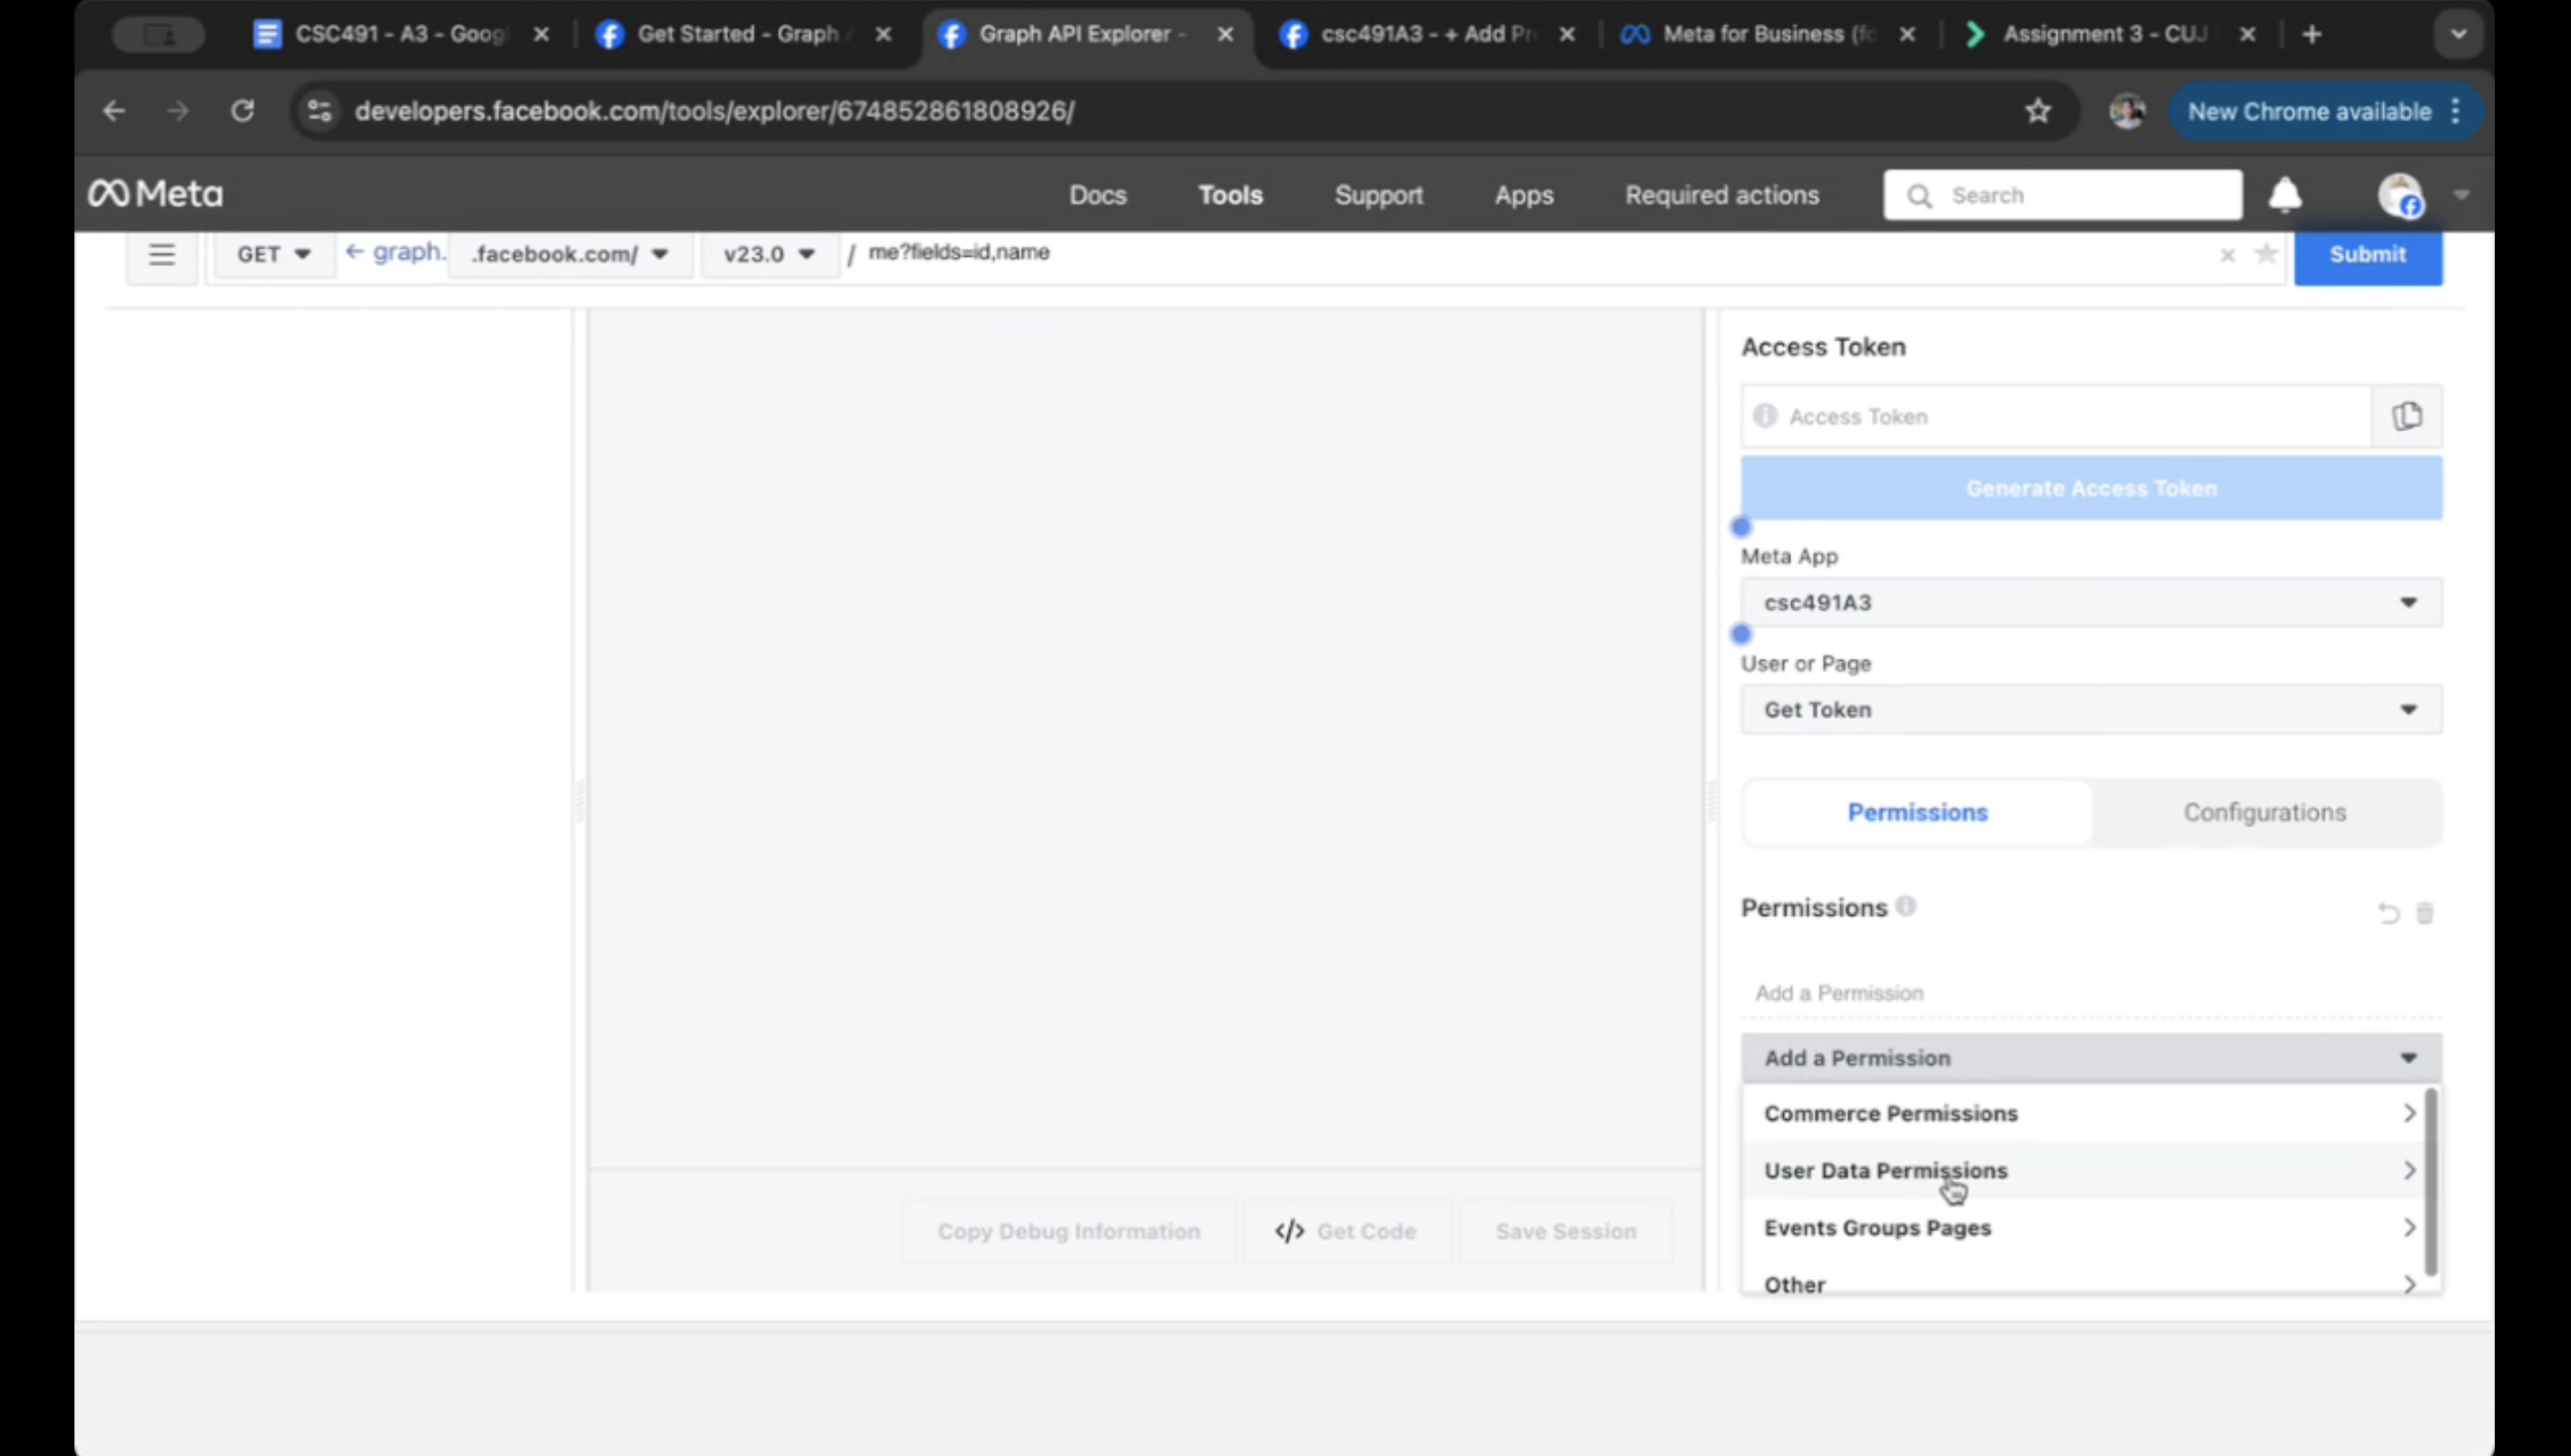 CSC491 - A3 - Goog
Get Started - Graph
Graph API Explorer -
csc491A3 - + Add Pr
Meta for Business (fo
Assignment 3 - CUJ
developers.facebook.com/tools/explorer/674852861808926/
New Chrome available
Meta
Docs
Tools
Support
Apps
Required actions
Search
GET
← graph.
.facebook.com/
v23.0
/
me?fields=id,name
Submit
Access Token
Access Token
Generate Access Token
Meta App
csc491A3
User or Page
Get Token
Permissions
Configurations
Permissions
Add a Permission
Add a Permission
Commerce Permissions
User Data Permissions
Events Groups Pages
Other
Copy Debug Information
</> Get Code
Save Session